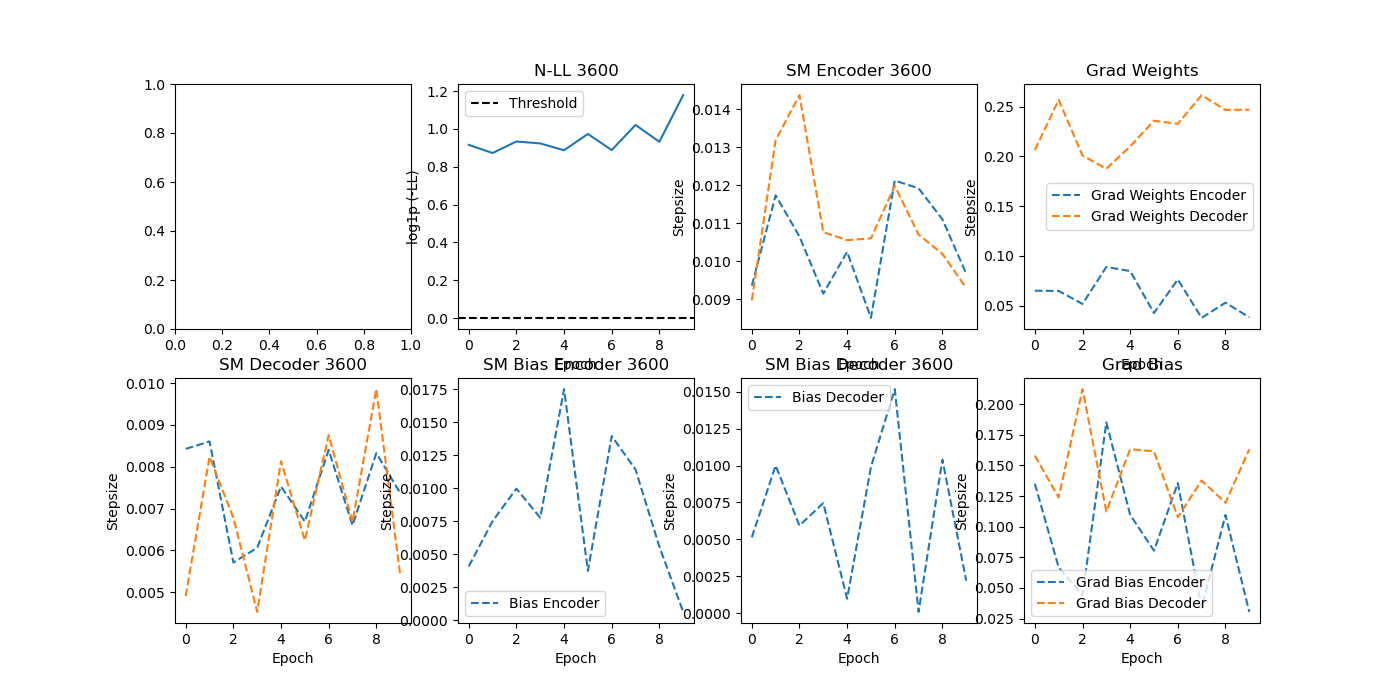 N-LL 3600
SM Encoder 3600
Grad Weights
1.0
0.8
0.6
0.4
0.2
0.0
0.0 0.2 0.4 0.6 0.8 1.0
log1p (-LL)
1.2
1.0
0.8
0.6
0.4
0.2
0.0
Threshold
0 2 4 6 8
Epoch
Stepsize
0.014
0.013
0.012
0.011
0.010
0.009
0 2 4 6 8
Epoch
Stepsize
0.25
0.20
0.15
0.10
0.05
Grad Weights Encoder
Grad Weights Decoder
0 2 4 6 8
Epoch
SM Decoder 3600
SM Bias Encoder 3600
SM Bias Decoder 3600
Grad Bias
Stepsize
0.010
0.009
0.008
0.007
0.006
0.005
0 2 4 6 8
Epoch
Stepsize
0.0175
0.0150
0.0125
0.0100
0.0075
0.0050
0.0025
0.0000
Bias Encoder
0 2 4 6 8
Epoch
Stepsize
0.0150
0.0125
0.0100
0.0075
0.0050
0.0025
0.0000
Bias Decoder
0 2 4 6 8
Epoch
Stepsize
0.200
0.175
0.150
0.125
0.100
0.075
0.050
0.025
Grad Bias Encoder
Grad Bias Decoder
0 2 4 6 8
Epoch